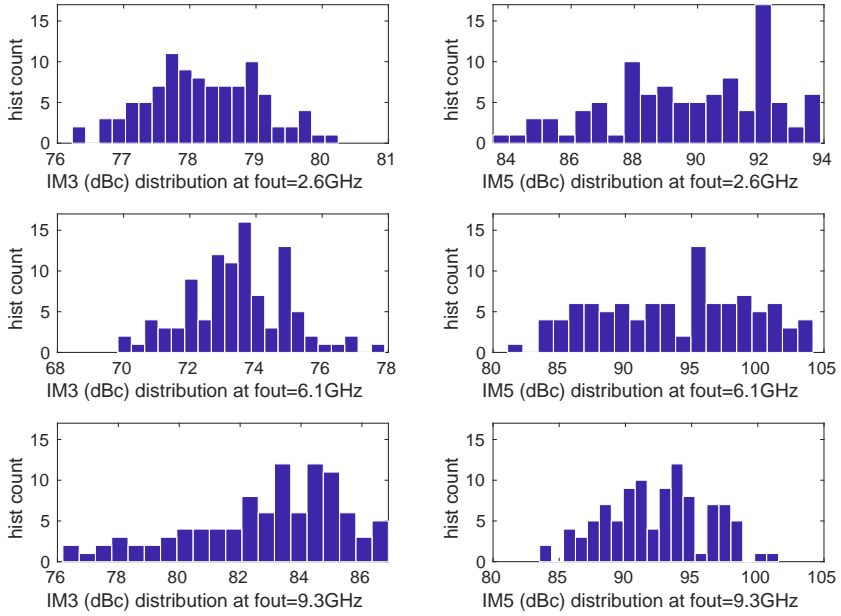 hist count
15
10
5
0
76 77 78 79 80 81
IM3 (dBc) distribution at fout=2.6GHz
hist count
15
10
5
0
84 86 88 90 92 94
IM5 (dBc) distribution at fout=2.6GHz
hist count
15
10
5
0
68 70 72 74 76 78
IM3 (dBc) distribution at fout=6.1GHz
hist count
15
10
5
0
80 85 90 95 100 105
IM5 (dBc) distribution at fout=6.1GHz
hist count
15
10
5
0
76 78 80 82 84 86
IM3 (dBc) distribution at fout=9.3GHz
hist count
15
10
5
0
80 85 90 95 100 105
IM5 (dBc) distribution at fout=9.3GHz